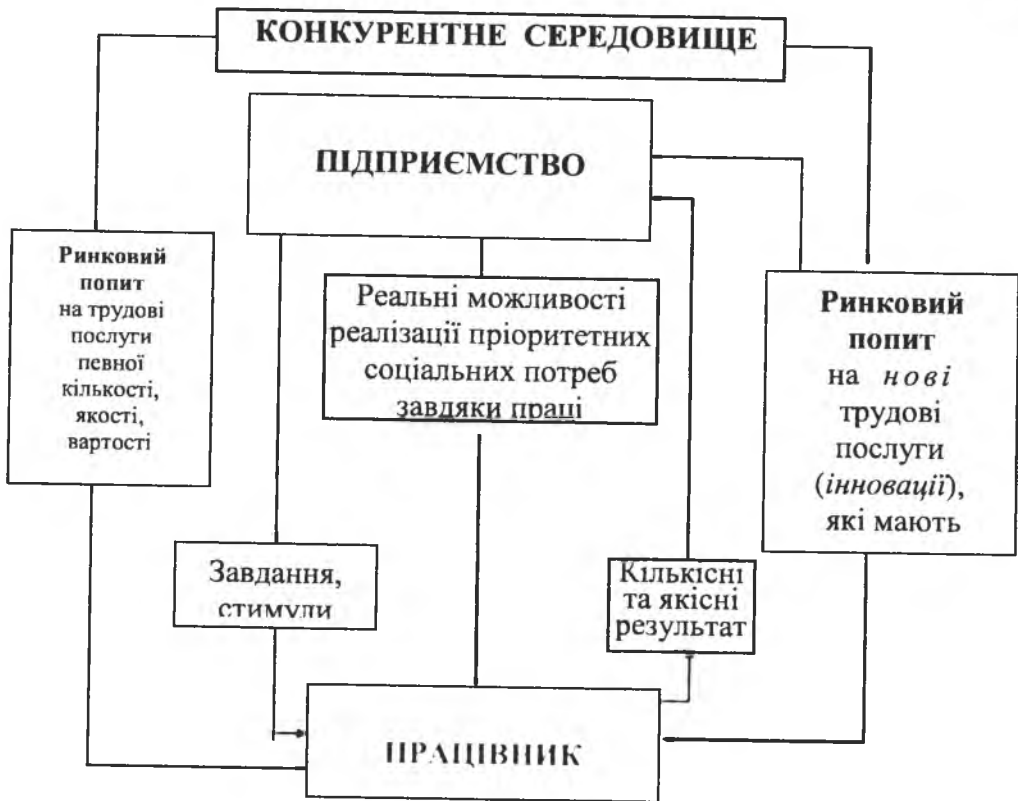 КОНКУРЕНТНЕ СЕРЕДОВИЩЕ
ПІДПРИЄМСТВО
Ринковий
попит
на трудові
послуги
певної
кількості,
якості,
вартості
Реальні можливості
реалізації пріоритетних
соціальних потреб
завдяки праці
Ринковий
попит
на нові
трудові
послуги
(інновації),
які мають
Завдання,
стимули
Кількісні
та якісні
результат
ПРАЦІВНИК